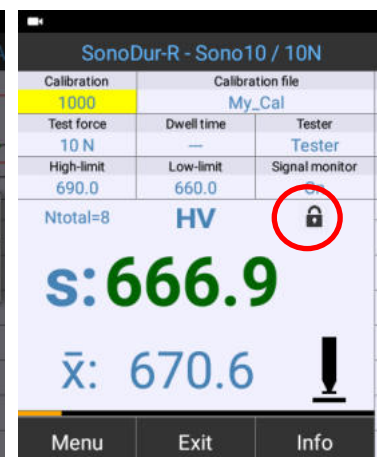 SonoDur-R - Sono10 / 10N
Calibration Calibration file
1000 My_Cal
Test force Dwell time Tester
10 N --- Tester
High-limit Low-limit Signal monitor
690.0 660.0 On
Ntotal=8 HV
s: 666.9
x̄: 670.6
Menu Exit Info